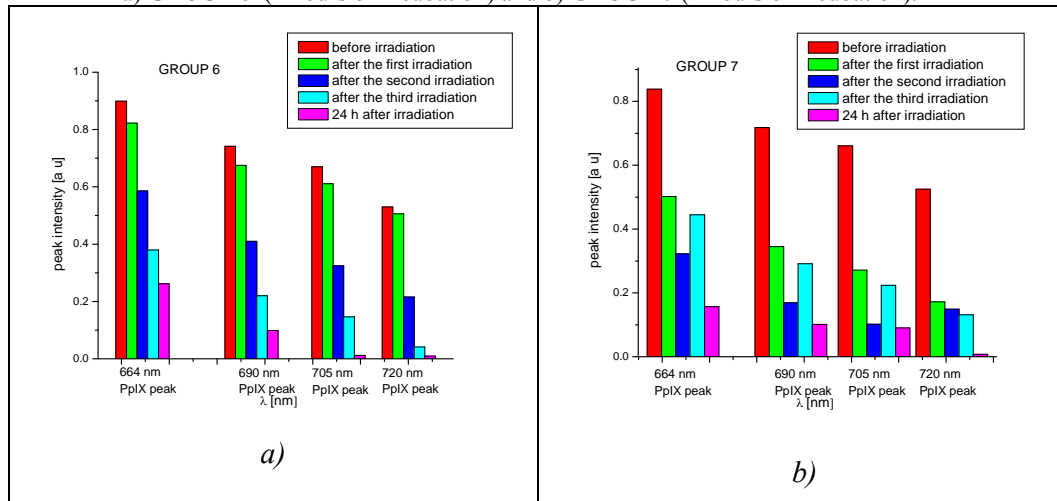 GROUP 6
before irradiation
after the first irradiation
after the second irradiation
after the third irradiation
24 h after irradiation
1.0
0.8
0.6
0.4
0.2
0.0
peak intensity [a u]
664 nm
PpIX peak
690 nm
PpIX peak
705 nm
PpIX peak
720 nm
PpIX peak
λ [nm]
a)
GROUP 7
before irradiation
after the first irradiation
after the second irradiation
after the third irradiation
24 h after irradiation
0.8
0.6
0.4
0.2
0.0
peak intensity [a u]
664 nm
PpIX peak
690 nm
PpIX peak
705 nm
PpIX peak
720 nm
PpIX peak
λ [nm]
b)